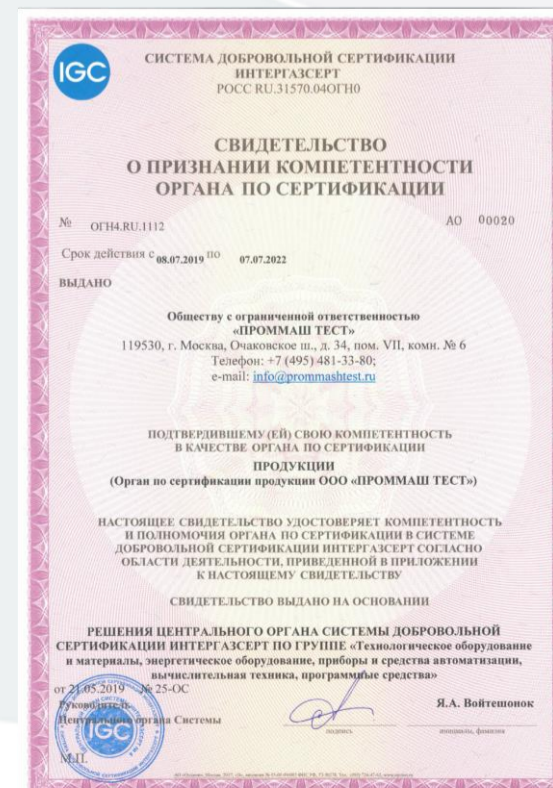 IGC
СИСТЕМА ДОБРОВОЛЬНОЙ СЕРТИФИКАЦИИ
ИНТЕРГАЗСЕРТ
РОСС RU.31570.04ОГН0
СВИДЕТЕЛЬСТВО
О ПРИЗНАНИИ КОМПЕТЕНТНОСТИ
ОРГАНА ПО СЕРТИФИКАЦИИ
№ ОГН4.RU.1112 АО 00020
Срок действия с 08.07.2019 по 07.07.2022
ВЫДАНО
Обществу с ограниченной ответственностью
«ПРОММАШ ТЕСТ»
119530, г. Москва, Очаковское ш., д. 34, пом. VII, комн. № 6
Телефон: +7 (495) 481-33-80;
e-mail: info@prommashtest.ru
ПОДТВЕРДИВШЕМУ (ЕЙ) СВОЮ КОМПЕТЕНТНОСТЬ
В КАЧЕСТВЕ ОРГАНА ПО СЕРТИФИКАЦИИ
ПРОДУКЦИИ
(Орган по сертификации продукции ООО «ПРОММАШ ТЕСТ»)
НАСТОЯЩЕЕ СВИДЕТЕЛЬСТВО УДОСТОВЕРЯЕТ КОМПЕТЕНТНОСТЬ
И ПОЛНОМОЧИЯ ОРГАНА ПО СЕРТИФИКАЦИИ В СИСТЕМЕ
ДОБРОВОЛЬНОЙ СЕРТИФИКАЦИИ ИНТЕРГАЗСЕРТ СОГЛАСНО
ОБЛАСТИ ДЕЯТЕЛЬНОСТИ, ПРИВЕДЕННОЙ В ПРИЛОЖЕНИИ
К НАСТОЯЩЕМУ СВИДЕТЕЛЬСТВУ
СВИДЕТЕЛЬСТВО ВЫДАНО НА ОСНОВАНИИ
РЕШЕНИЯ ЦЕНТРАЛЬНОГО ОРГАНА СИСТЕМЫ ДОБРОВОЛЬНОЙ
СЕРТИФИКАЦИИ ИНТЕРГАЗСЕРТ ПО ГРУППЕ «Технологическое оборудование
и материалы, энергетическое оборудование, приборы и средства автоматизации,
вычислительная техника, программные средства»
от 21.05.2019 № 25-ОС
Руководитель
Центрального органа Системы
Я.А. Войтешонок
подпись
инициалы, фамилия
IGC
М.П.